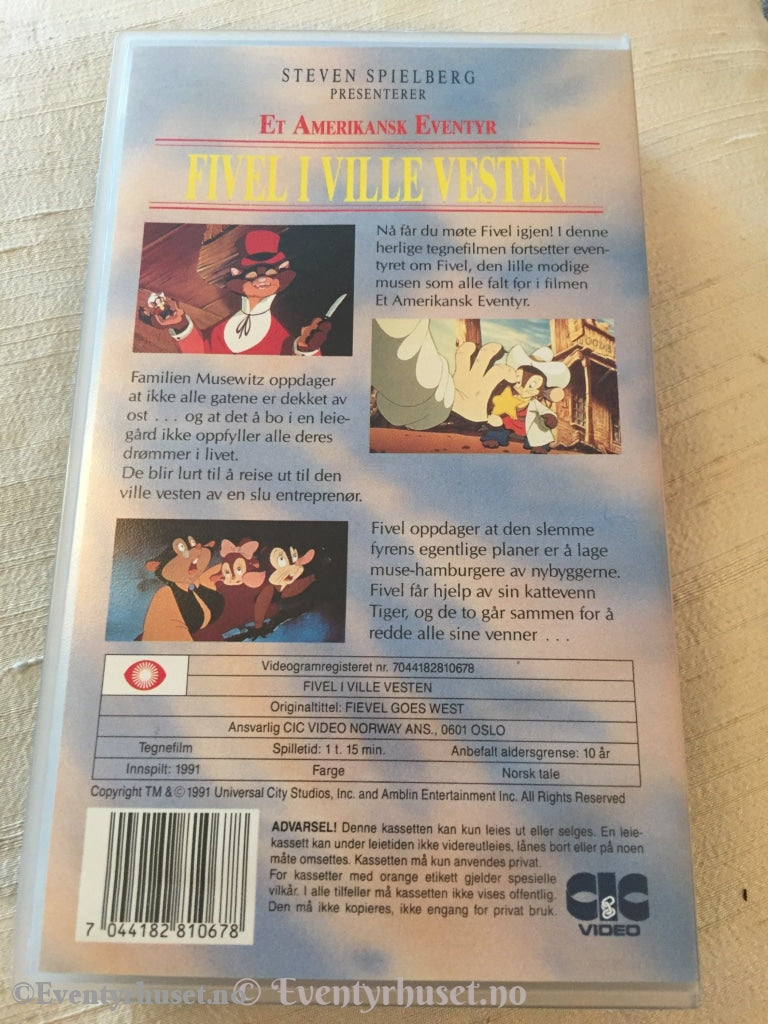 STEVEN SPIELBERG
PRESENTERER
ET AMERIKANSK EVENTYR
FIVEL I VILLE VESTEN
Nå får du møte Fivel igjen! I denne
herlige tegnefilmen fortsetter even-
tyret om Fivel, den lille modige
musen som alle falt for i filmen
Et Amerikansk Eventyr.
Familien Musewitz oppdager
at ikke alle gatene er dekket av
ost . . . og at det å bo i en leie-
gård ikke oppfyller alle deres
drømmer i livet.
De blir lurt til å reise ut til den
ville vesten av en slu entreprenør.
Fivel oppdager at den slemme
fyrens egentlige planer er å lage
muse-hamburgere av nybyggerne.
Fivel får hjelp av sin kattevenn
Tiger, og de to går sammen for å
redde alle sine venner . . .
Videogramregisteret nr. 7044182810678
FIVEL I VILLE VESTEN
Originaltittel: FIEVEL GOES WEST
Ansvarlig CIC VIDEO NORWAY ANS., 0601 OSLO
Tegnefilm Spilletid: 1 t. 15 min. Anbefalt aldersgrense: 10 år
Innspilt: 1991 Farge Norsk tale
Copyright TM & © 1991 Universal City Studios, Inc. and Amblin Entertainment Inc. All Rights Reserved
ADVARSEL! Denne kassetten kan kun leies ut eller selges. En leie-
kassett kan under leietiden ikke videreutleies, lånes bort eller på noen
måte omsettes. Kassetten må kun anvendes privat.
For kassetter med orange etikett gjelder spesielle
vilkår. I alle tilfeller må kassetten ikke vises offentlig.
Den må ikke kopieres, ikke engang for privat bruk.
CIC
VIDEO
7 044182 810678
©Eventyrhuset.no
© Eventyrhuset.no